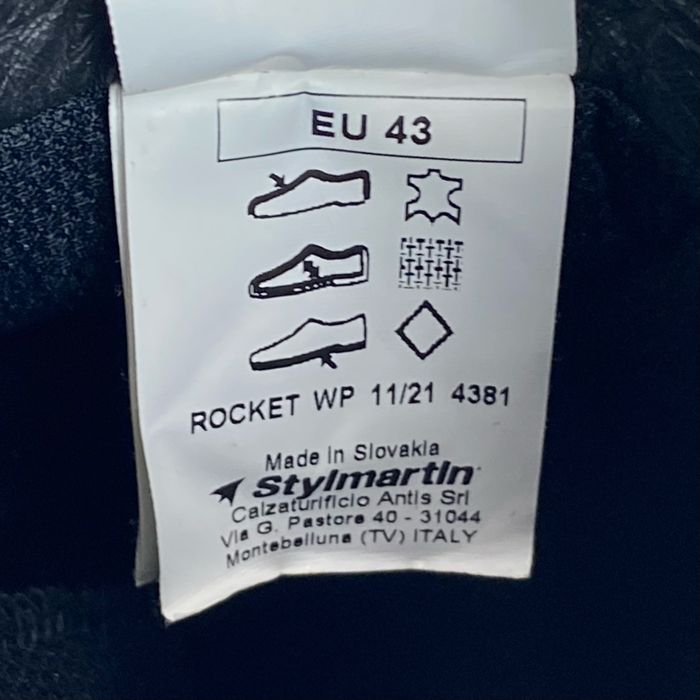 EU 43
ROCKET WP 11/21 4381
Made in Slovakia
Stylmartin
Calzaturificio Antis Srl
Via G. Pastore 40 - 31044
Montebelluna (TV) ITALY